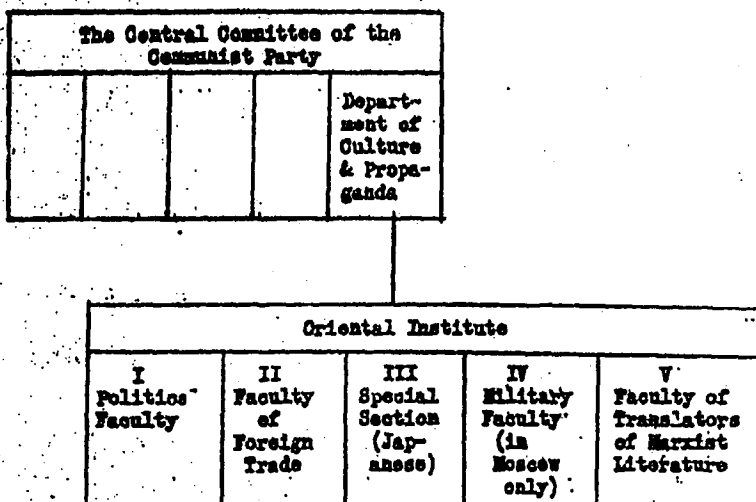 The Central Committee of the
Communist Party
Depart-
ment of
Culture
& Propa-
ganda
Oriental Institute
I
Politics
Faculty
II
Faculty
of
Foreign
Trade
III
Special
Section
(Jap-
anese)
IV
Military
Faculty
(in
Moscow
only)
V
Faculty of
Translators
of Marxist
Literature